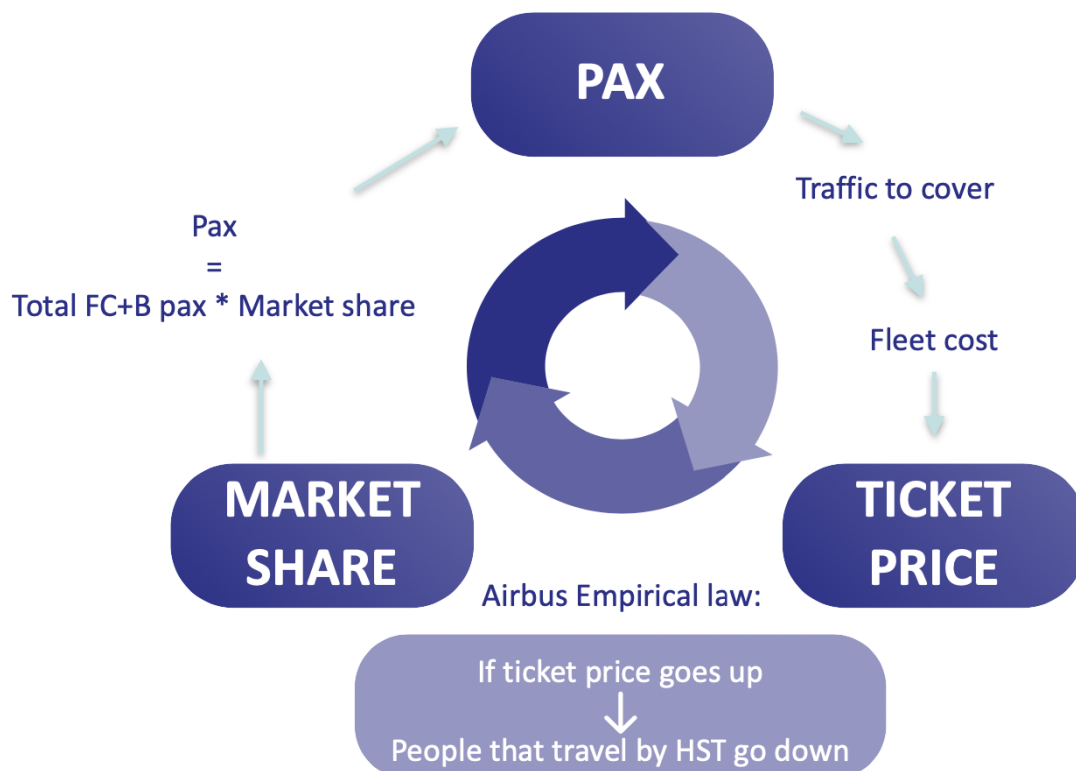 PAX
Traffic to cover
Fleet cost
TICKET
PRICE
Airbus Empirical law:
If ticket price goes up
People that travel by HST go down
MARKET
SHARE
Pax
=
Total FC+B pax * Market share